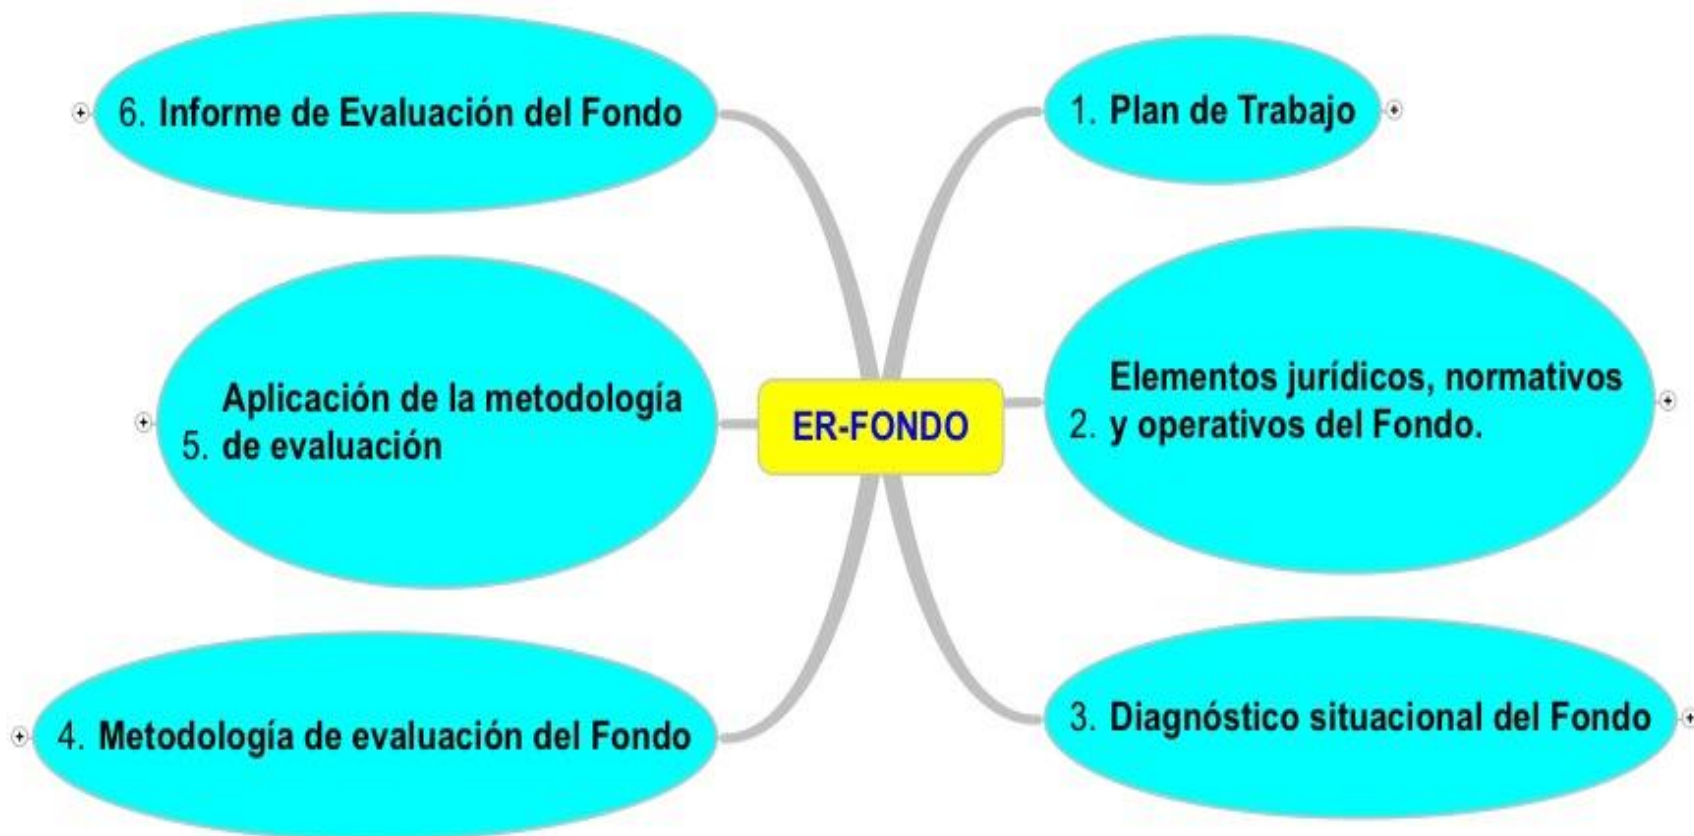 ER-FONDO
1. Plan de Trabajo
Elementos jurídicos, normativos
2. y operativos del Fondo.
3. Diagnóstico situacional del Fondo
4. Metodología de evaluación del Fondo
Aplicación de la metodología
5. de evaluación
6. Informe de Evaluación del Fondo